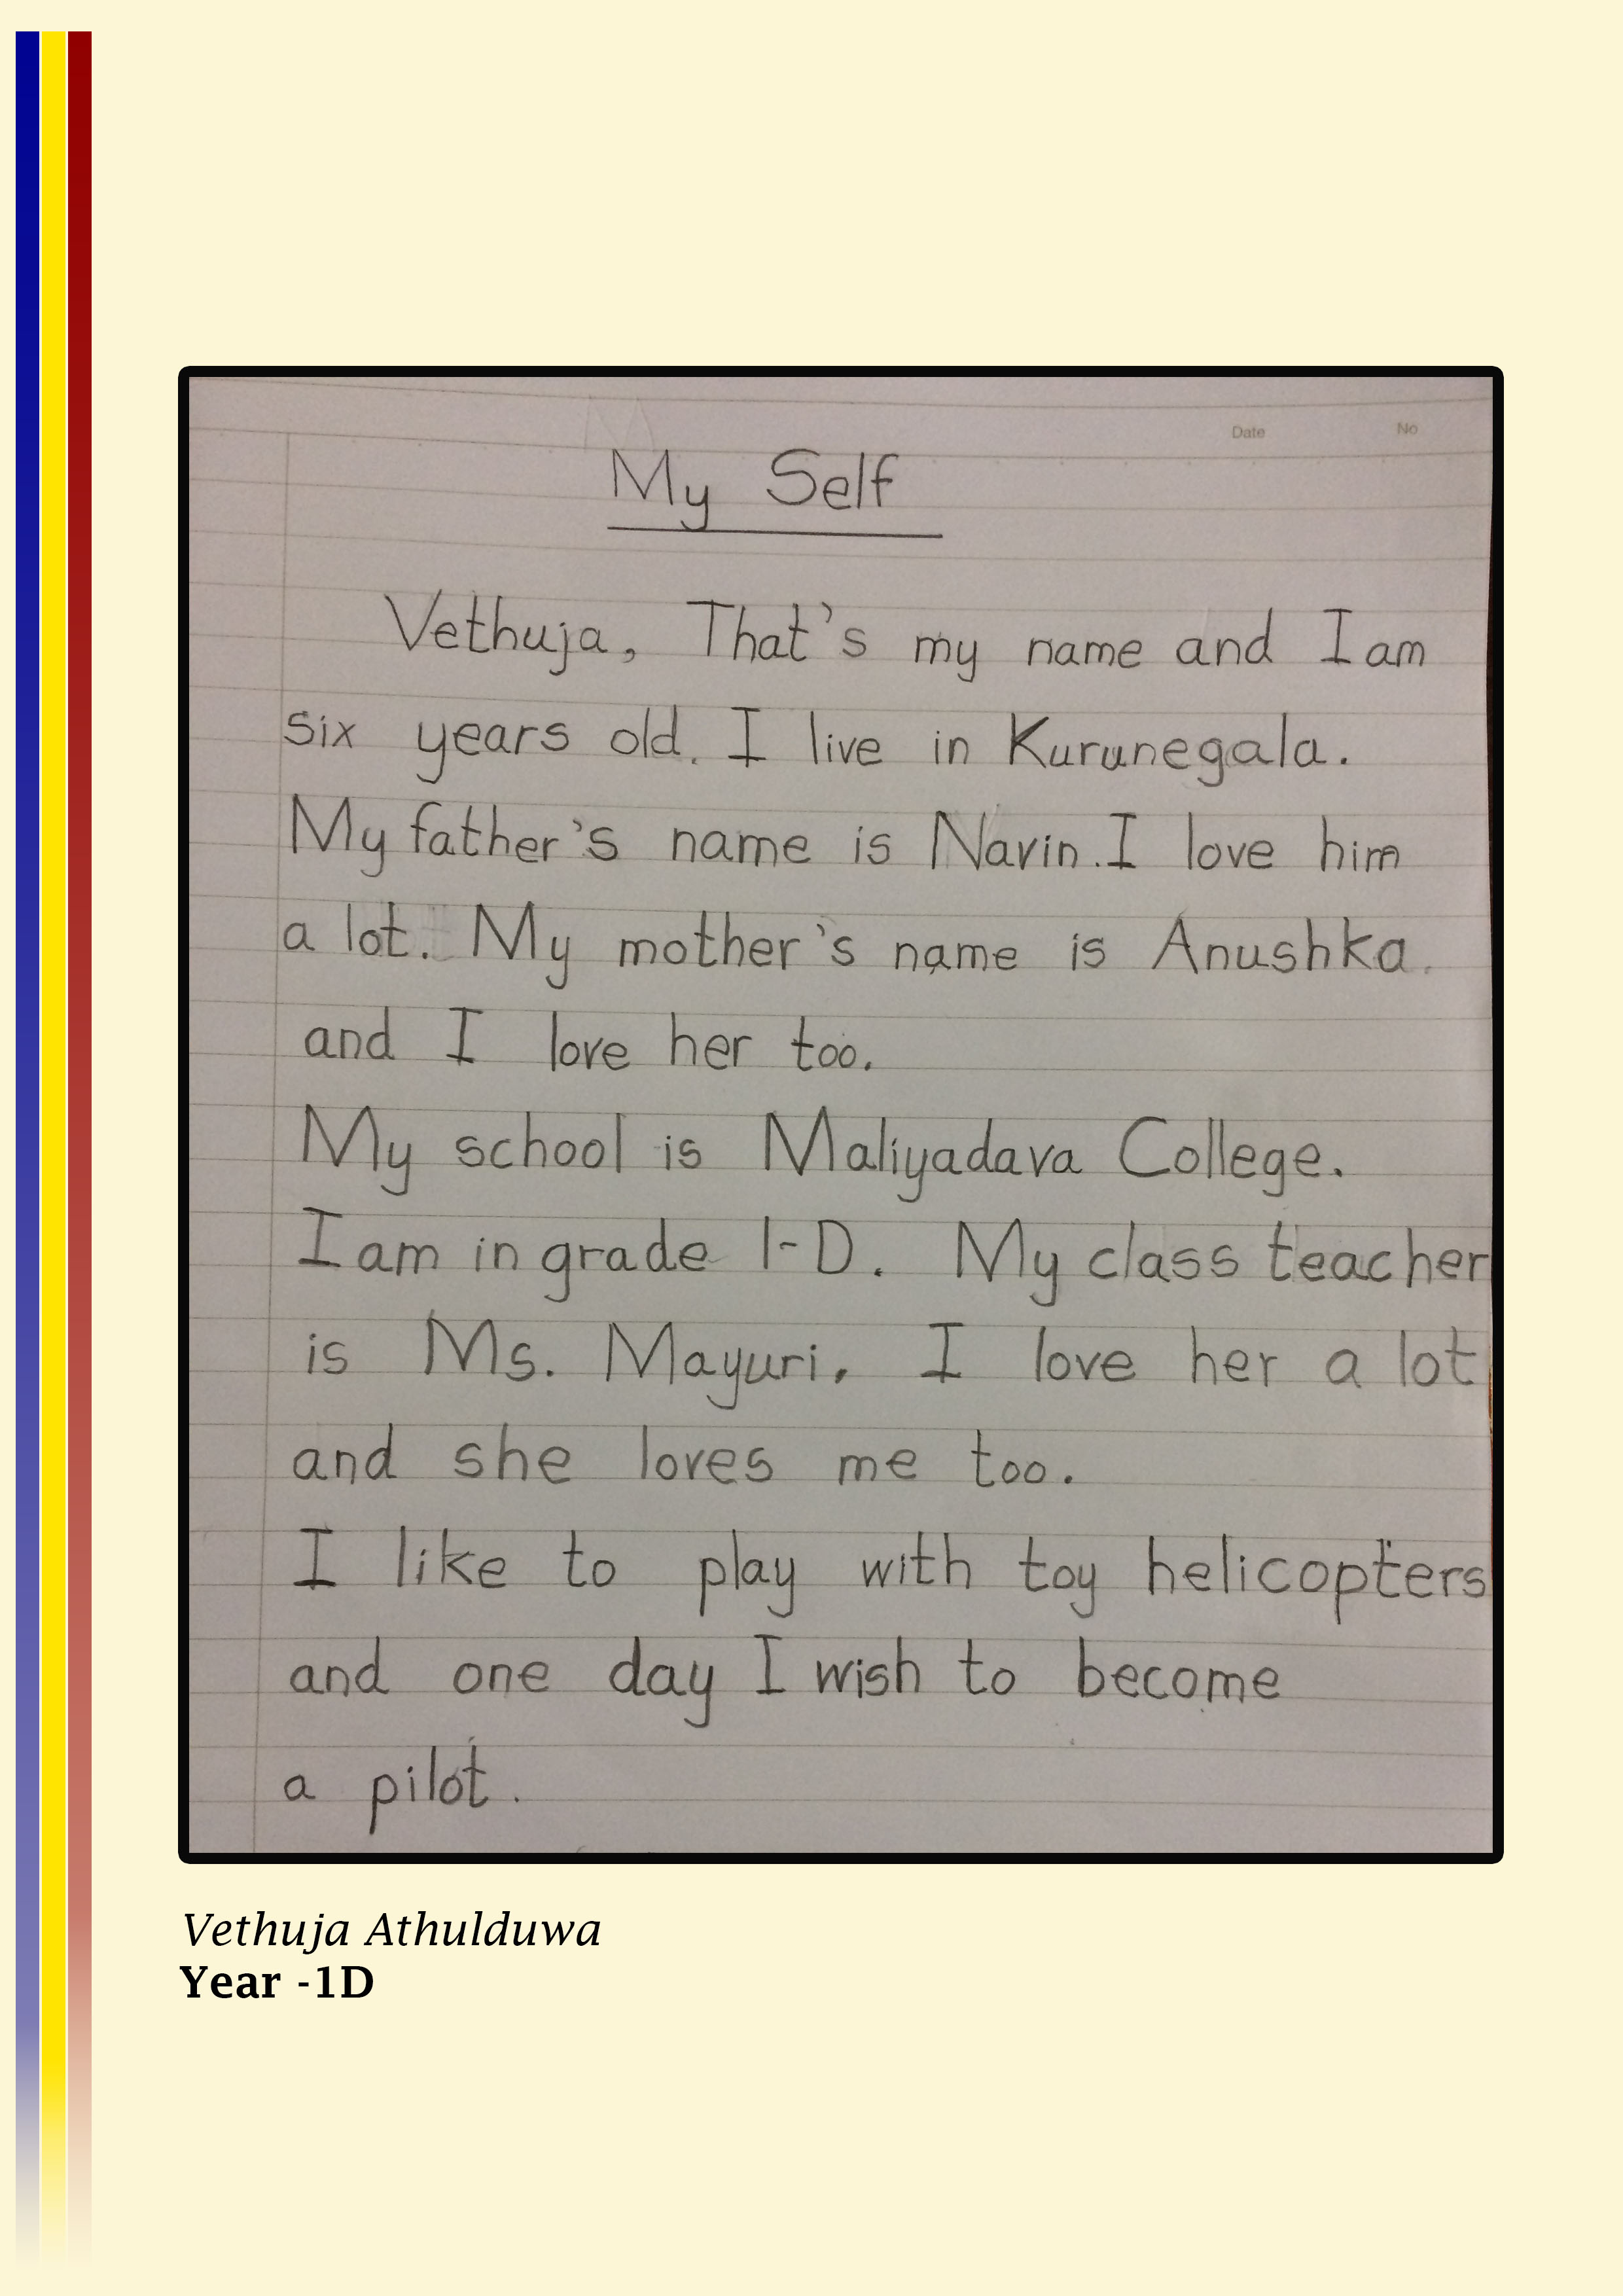 Date No
My Self
Vethuja, That's my name and I am
six years old. I live in Kurunegala.
My father's name is Navin. I love him
a lot. My mother's name is Anushka.
and I love her too.
My school is Maliyadava College.
I am in grade 1-D. My class teacher
is Ms. Mayuri. I love her a lot
and she loves me too.
I like to play with toy helicopters
and one day I wish to become
a pilot.
Vethuja Athulduwa
Year -1D